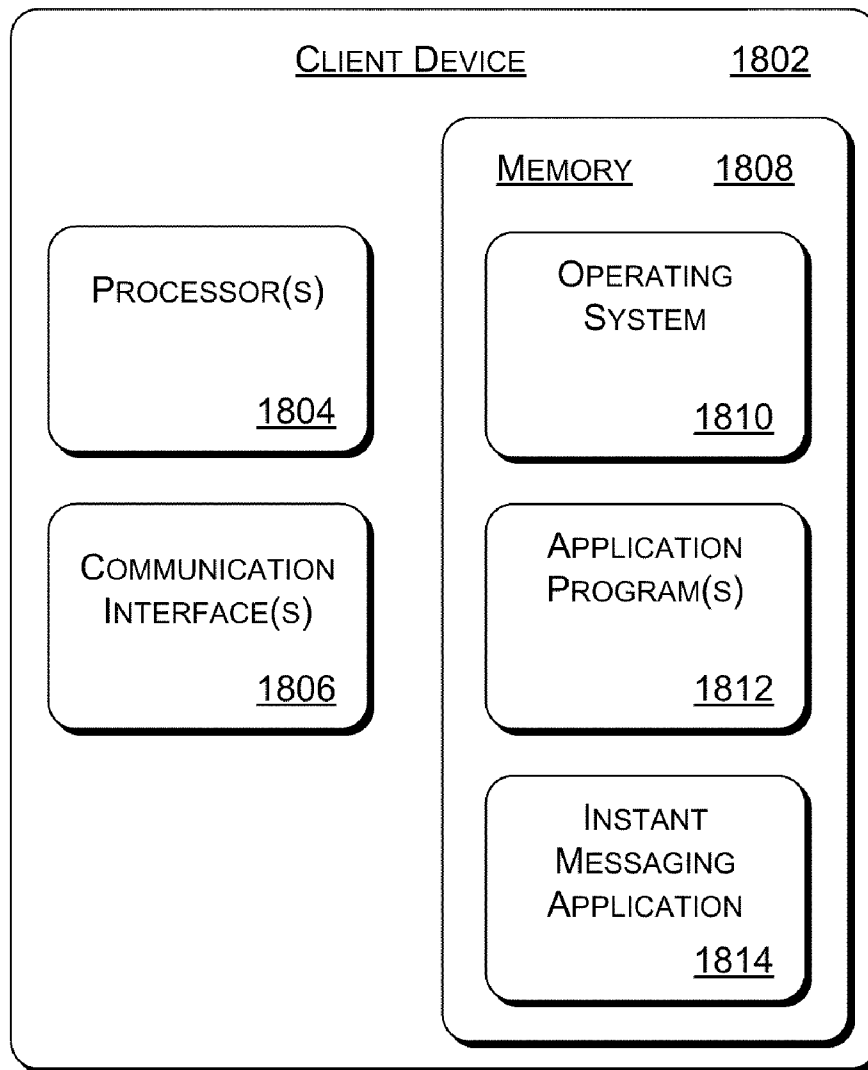 CLIENT DEVICE 1802
MEMORY 1808
PROCESSOR(S)
1804
OPERATING
SYSTEM
1810
COMMUNICATION
INTERFACE(S)
1806
APPLICATION
PROGRAM(S)
1812
INSTANT
MESSAGING
APPLICATION
1814